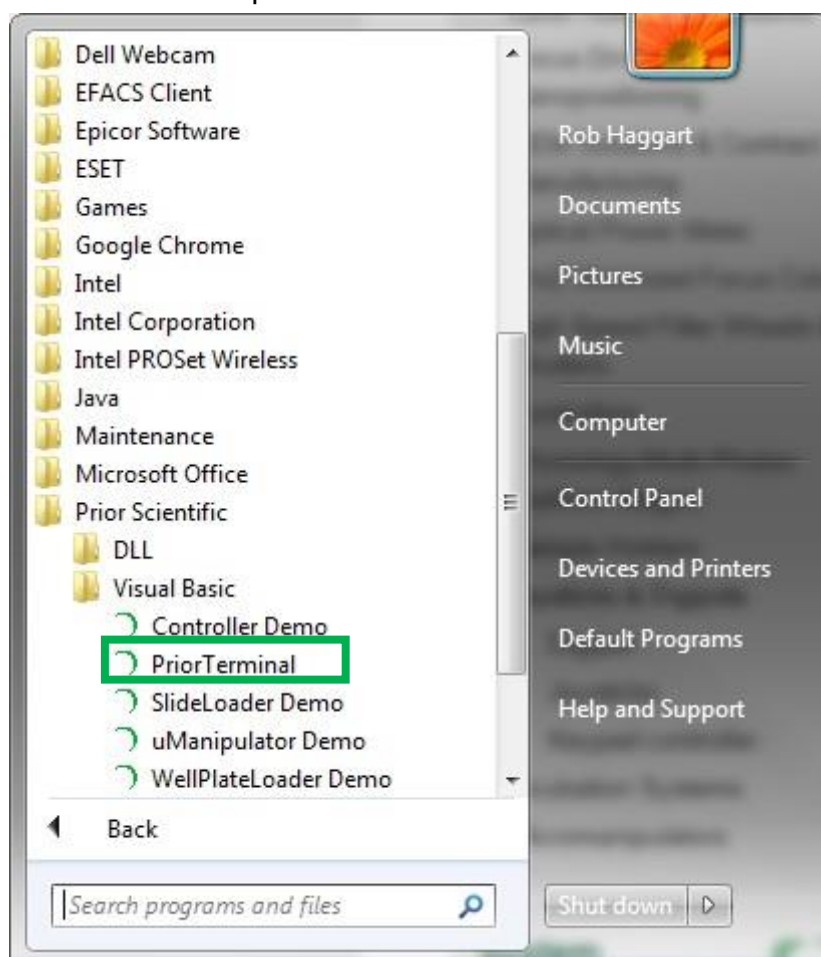 Dell Webcam
EFACS Client
Epicor Software
ESET
Games
Google Chrome
Intel
Intel Corporation
Intel PROSet Wireless
Java
Maintenance
Microsoft Office
Prior Scientific
DLL
Visual Basic
Controller Demo
PriorTerminal
SlideLoader Demo
uManipulator Demo
WellPlateLoader Demo
Back
Search programs and files
Rob Haggart
Documents
Pictures
Music
Computer
Control Panel
Devices and Printers
Default Programs
Help and Support
Shut down